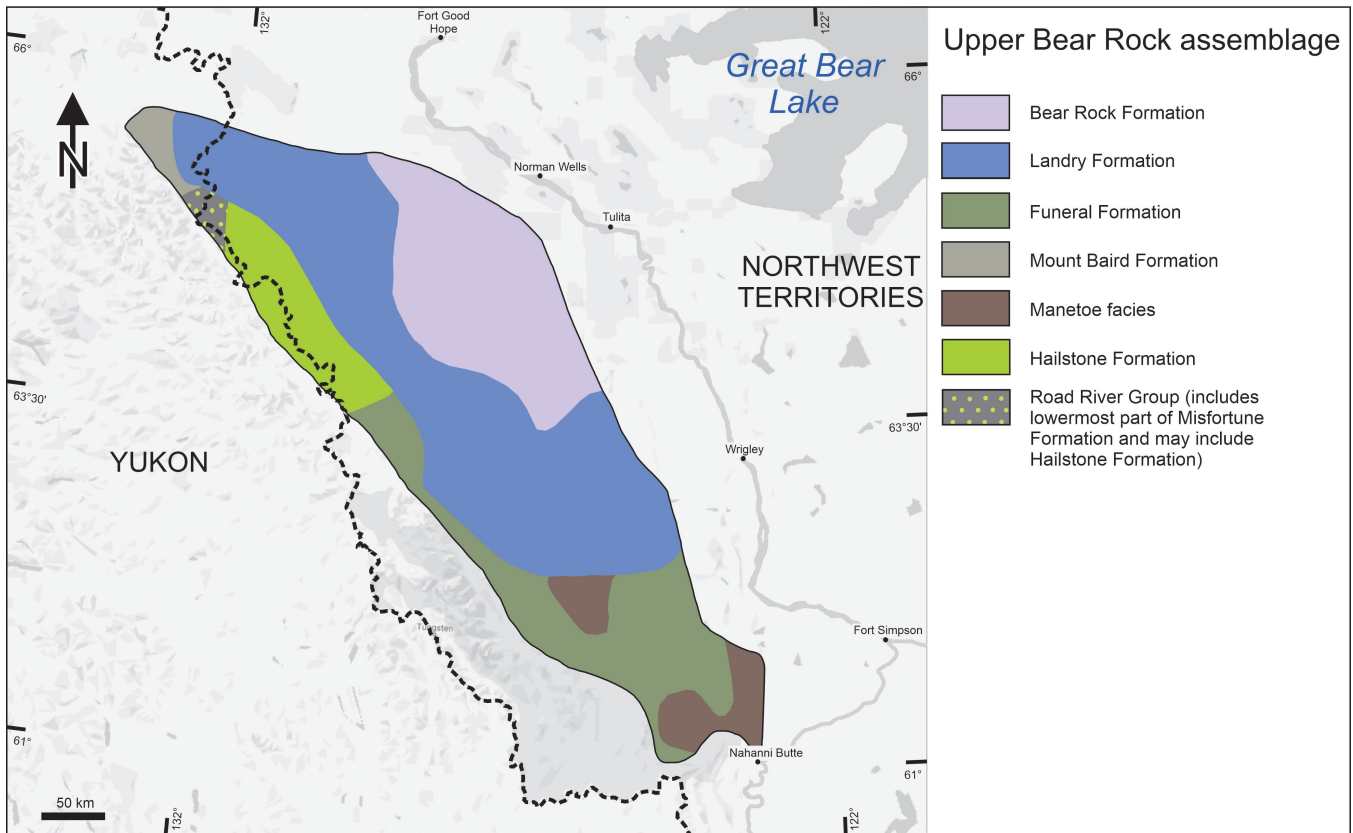 132°
Fort Good
Hope
122°
66°
Great Bear
Lake
66°
N
Norman Wells
Tulita
NORTHWEST
TERRITORIES
63°30'
63°30'
YUKON
Wrigley
Tungsten
Fort Simpson
61°
Nahanni Butte
61°
50 km
132°
122°
Upper Bear Rock assemblage
Bear Rock Formation
Landry Formation
Funeral Formation
Mount Baird Formation
Manetoe facies
Hailstone Formation
Road River Group (includes
lowermost part of Misfortune
Formation and may include
Hailstone Formation)